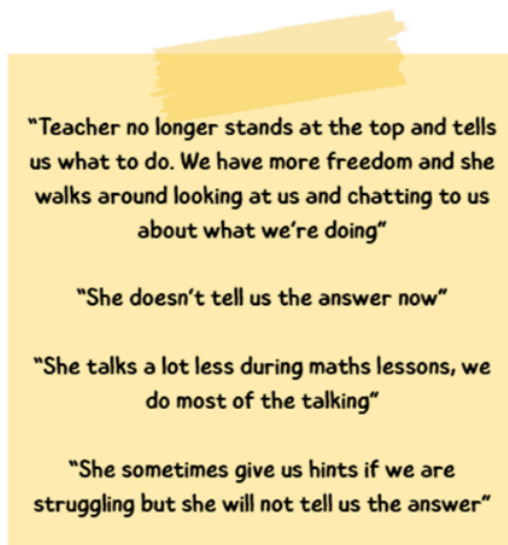 “Teacher no longer stands at the top and tells
us what to do. We have more freedom and she
walks around looking at us and chatting to us
about what we’re doing”
“She doesn’t tell us the answer now”
“She talks a lot less during maths lessons, we
do most of the talking”
“She sometimes give us hints if we are
struggling but she will not tell us the answer”